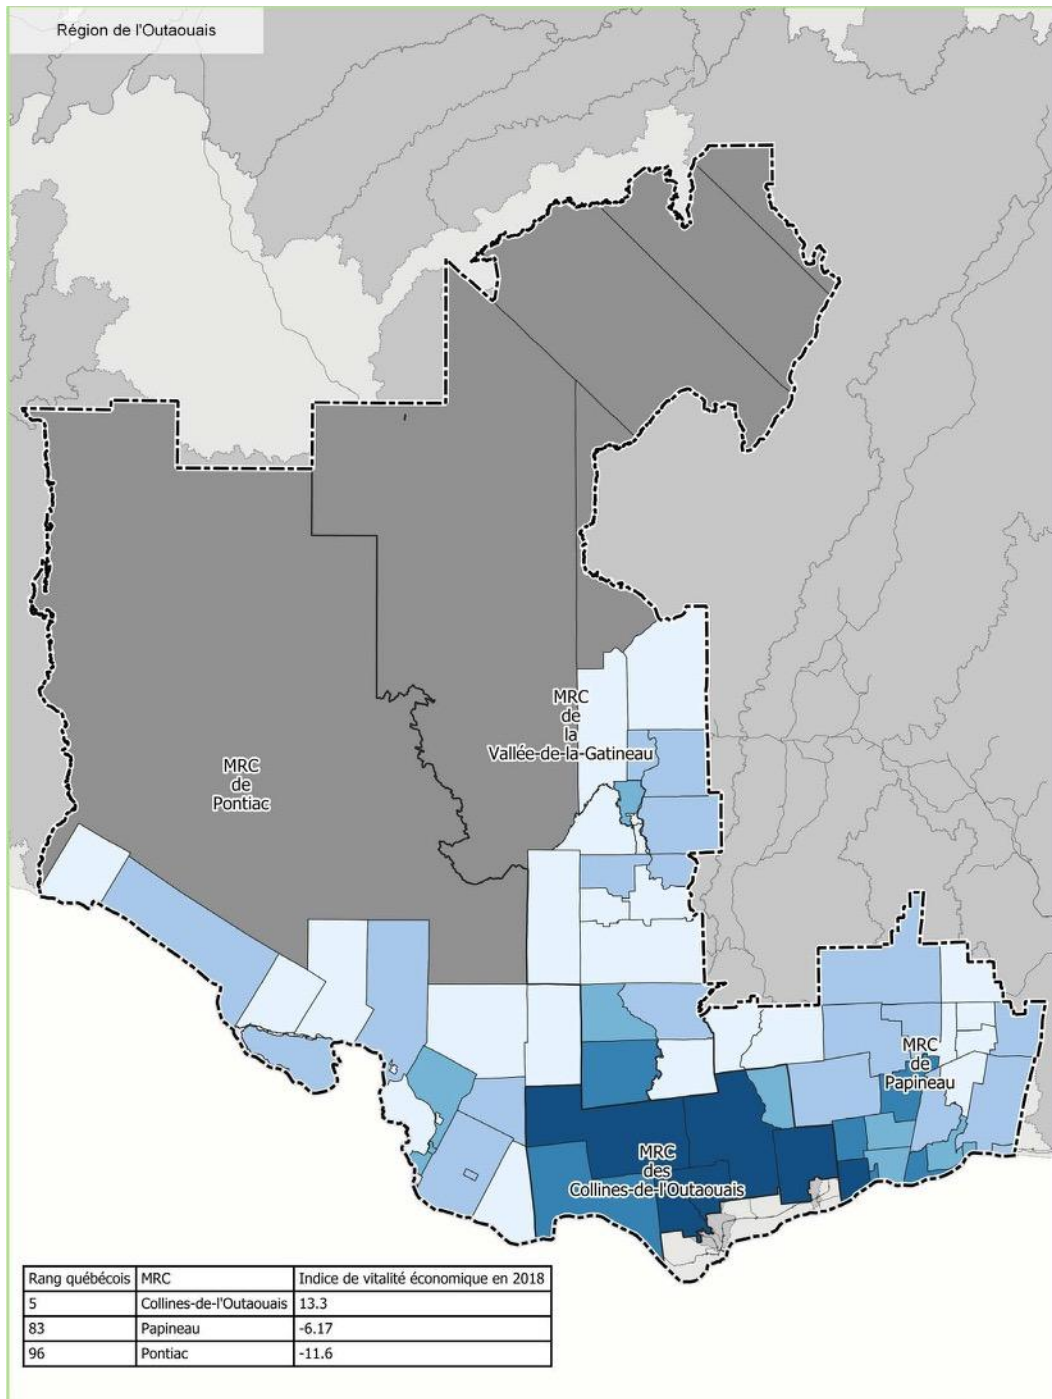 Région de l'Outaouais
MRC
de
la
Vallée-de-la-Gatineau
MRC
de
Pontiac
MRC
de
Papineau
MRC
des
Collines-de-l'Outaouais
Rang québécois MRC Indice de vitalité économique en 2018
5 Collines-de-l'Outaouais 13.3
83 Papineau -6.17
96 Pontiac -11.6